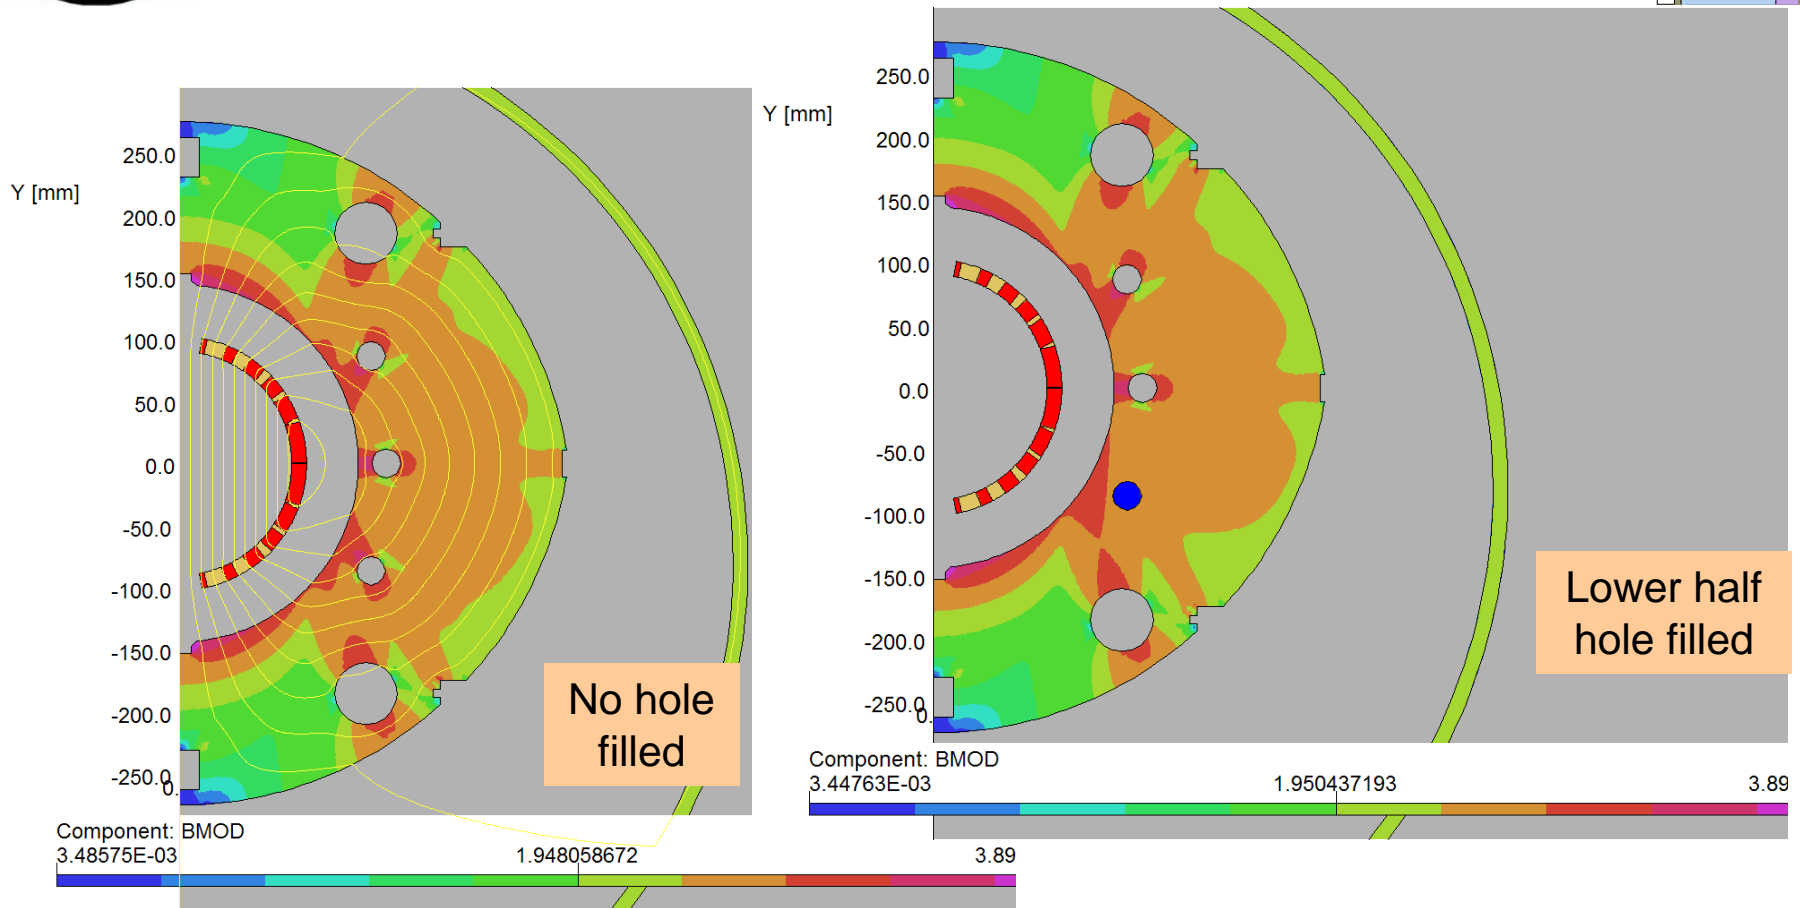 Y [mm]
250.0
200.0
150.0
100.0
50.0
0.0
-50.0
-100.0
-150.0
-200.0
-250.0
0.
No hole
filled
Component: BMOD
3.48575E-03
1.948058672
3.89
Y [mm]
250.0
200.0
150.0
100.0
50.0
0.0
-50.0
-100.0
-150.0
-200.0
-250.0
0.
Lower half
hole filled
Component: BMOD
3.44763E-03
1.950437193
3.89